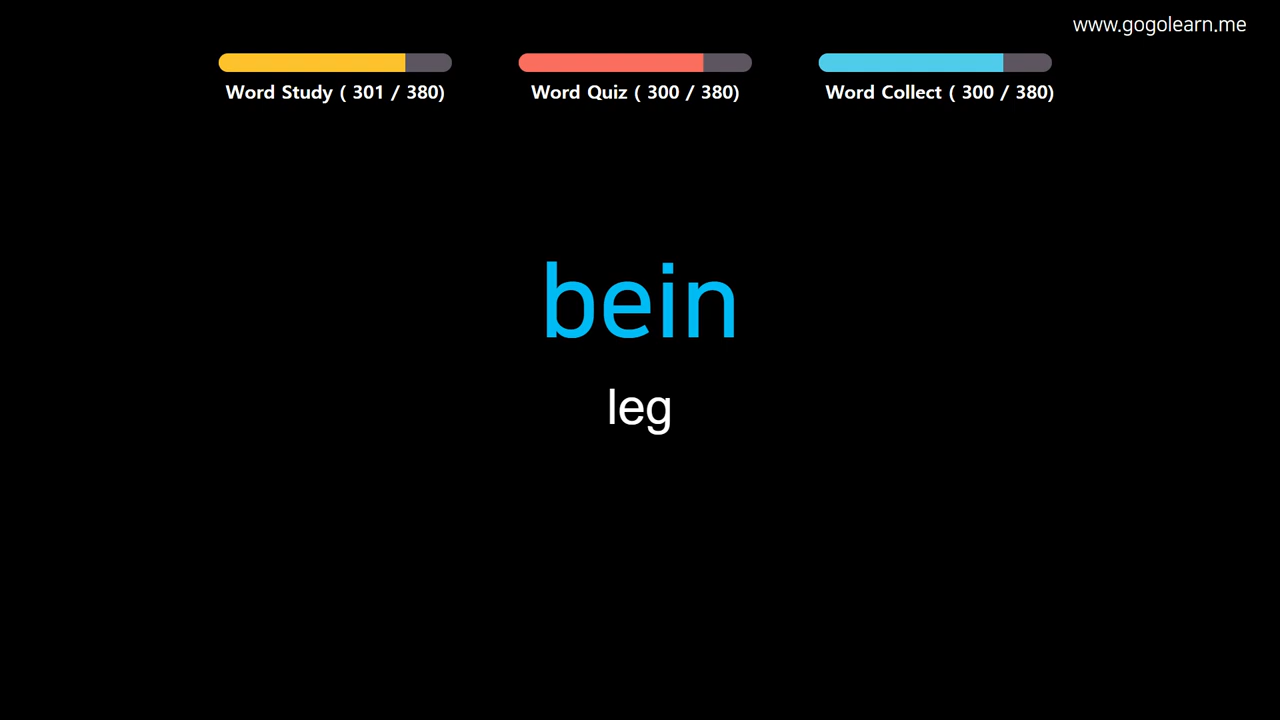 www.gogolearn.me
Word Study ( 301 / 380)
Word Quiz ( 300 / 380)
Word Collect ( 300 / 380)
bein
leg